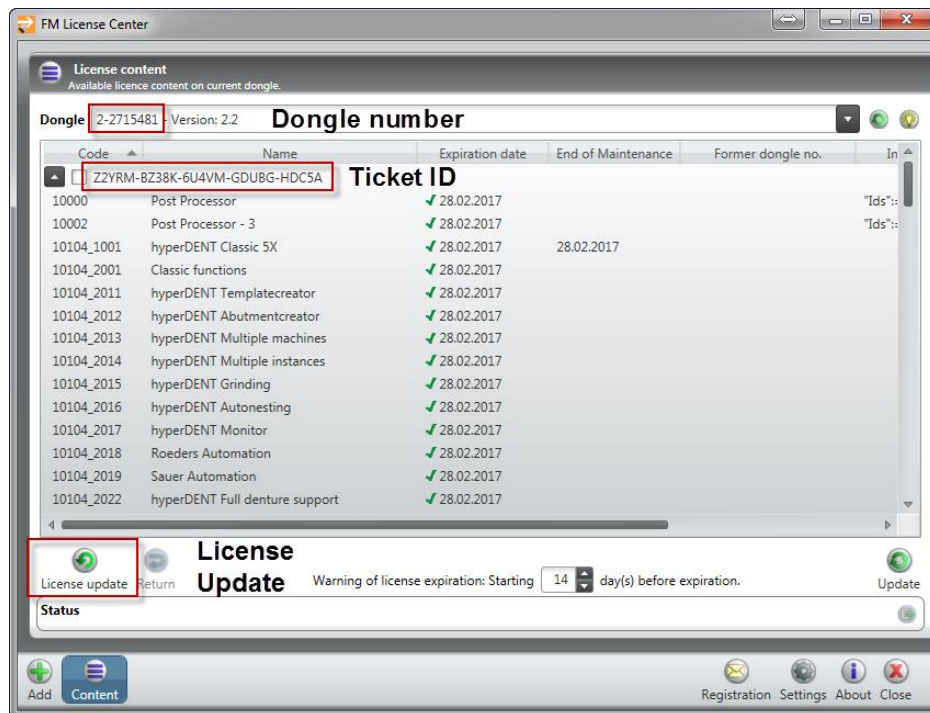 FM License Center
License content
Available licence content on current dongle.
Dongle 2-2715481 - Version: 2.2 Dongle number
Code Name Expiration date End of Maintenance Former dongle no. In
Z2YRM-BZ38K-6U4VM-GDUBG-HDC5A Ticket ID
10000 Post Processor 28.02.2017 "Ids"::
10002 Post Processor - 3 28.02.2017 "Ids"::
10104_1001 hyperDENT Classic 5X 28.02.2017 28.02.2017
10104_2001 Classic functions 28.02.2017
10104_2011 hyperDENT Templatecreator 28.02.2017
10104_2012 hyperDENT Abutmentcreator 28.02.2017
10104_2013 hyperDENT Multiple machines 28.02.2017
10104_2014 hyperDENT Multiple instances 28.02.2017
10104_2015 hyperDENT Grinding 28.02.2017
10104_2016 hyperDENT Autonesting 28.02.2017
10104_2017 hyperDENT Monitor 28.02.2017
10104_2018 Roeders Automation 28.02.2017
10104_2019 Sauer Automation 28.02.2017
10104_2022 hyperDENT Full denture support 28.02.2017
License
License update Return Update Warning of license expiration: Starting 14 day(s) before expiration. Update
Status
Add Content Registration Settings About Close